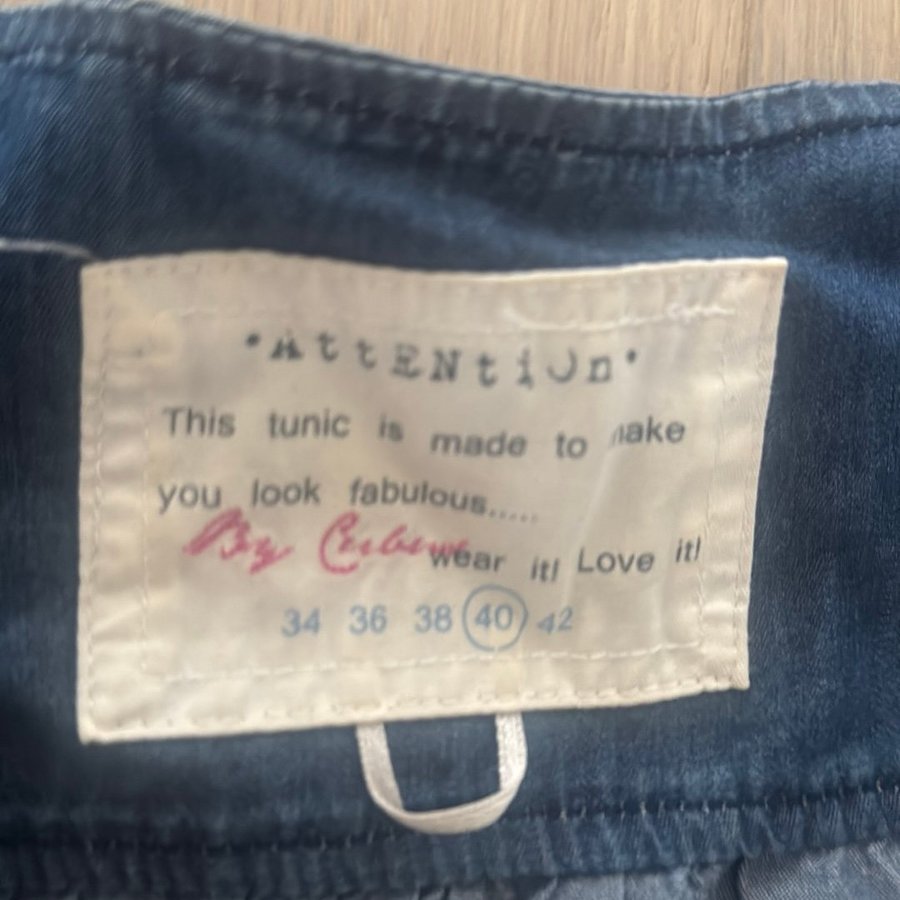 •AttENtiOn•
This tunic is made to make
you look fabulous.....
By
wear it! Love it!
34 36 38 40 42